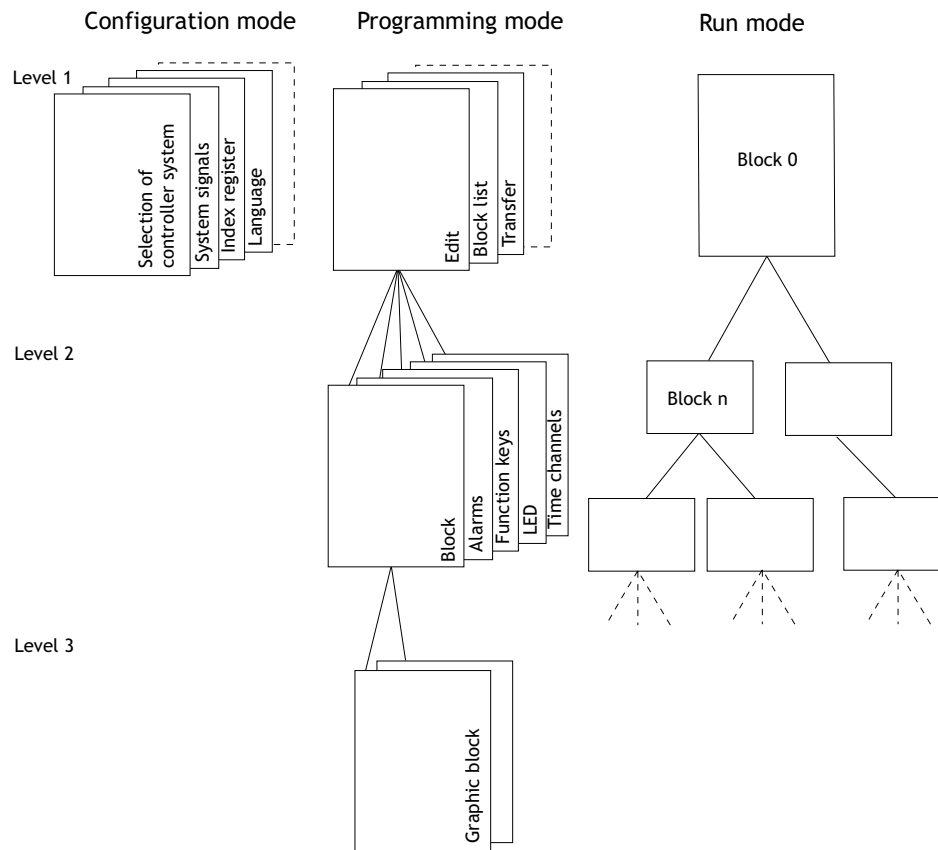 Configuration mode
Programming mode
Run mode
Level 1
Selection of
controller system
System signals
Index register
Language
Edit
Block list
Transfer
Block 0
Level 2
Block
Alarms
Function keys
LED
Time channels
Block n
Level 3
Graphic block